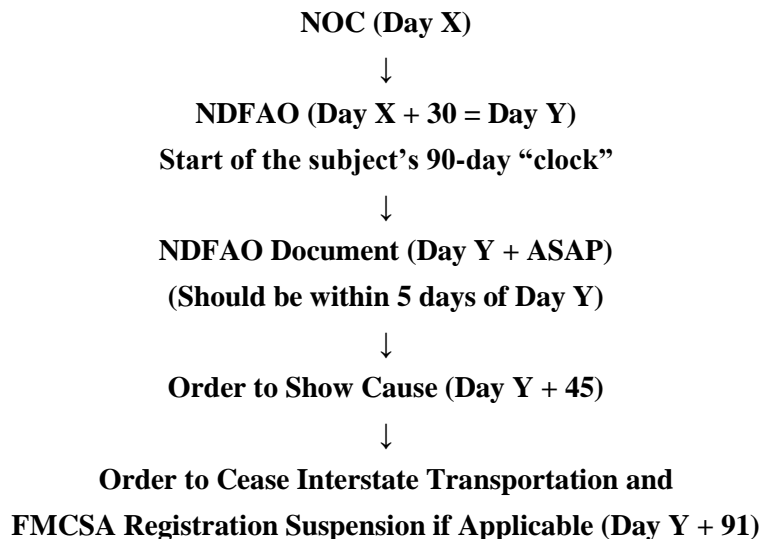 NOC (Day X)
↓
NDFAO (Day X + 30 = Day Y)
Start of the subject’s 90-day “clock”
↓
NDFAO Document (Day Y + ASAP)
(Should be within 5 days of Day Y)
↓
Order to Show Cause (Day Y + 45)
↓
Order to Cease Interstate Transportation and
FMCSA Registration Suspension if Applicable (Day Y + 91)